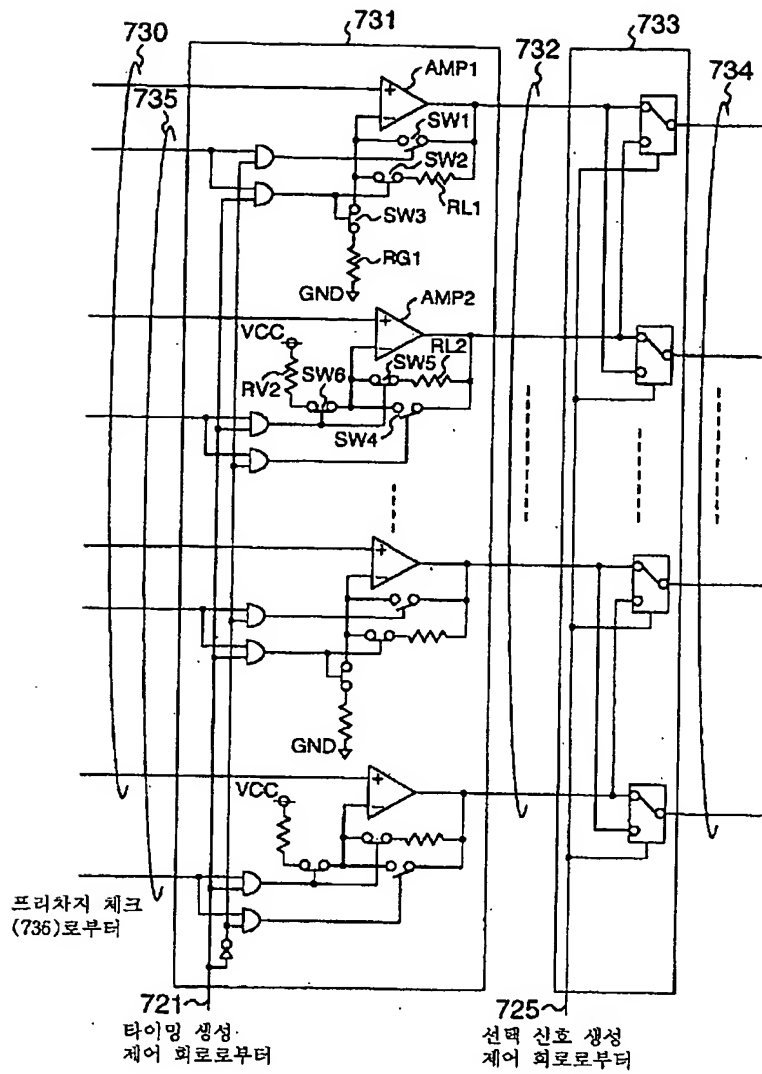 730
731
732
733
734
735
AMP1
SW1
SW2
RL1
SW3
RG1
GND
AMP2
VCC
RL2
SW5
RV2
SW6
SW4
GND
VCC
프리차지 체크
(736)로부터
721
타이밍 생성
제어 회로로부터
725
선택 신호 생성
제어 회로로부터